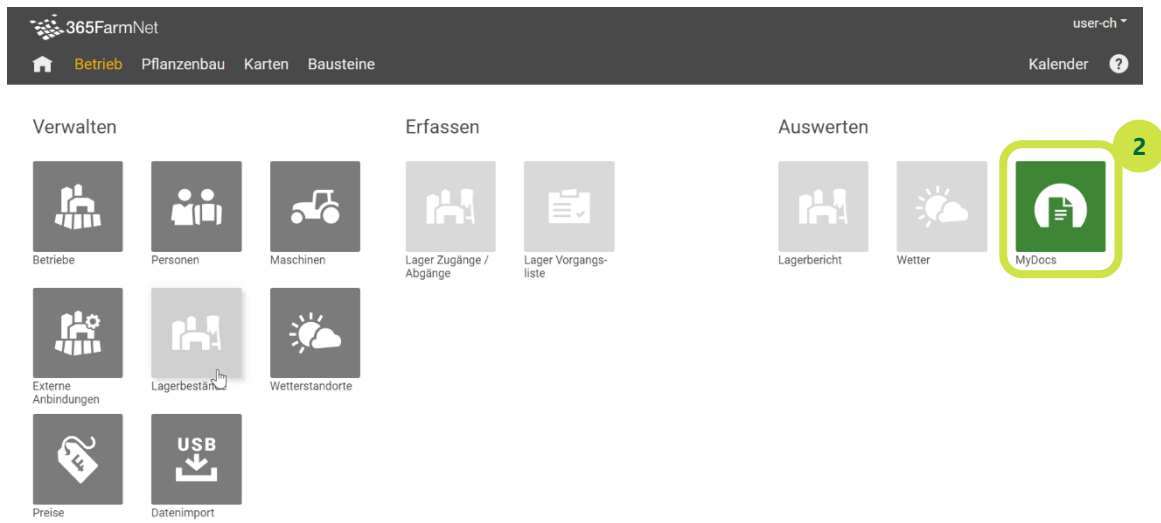 365FarmNet
user-ch
Betrieb Pflanzenbau Karten Bausteine
Kalender ?
Verwalten
Erfassen
Auswerten
2
Betriebe
Personen
Maschinen
Lager Zugänge /
Abgänge
Lager Vorgangs-
liste
Lagerbericht
Wetter
MyDocs
Externe
Anbindungen
Lagerbestände
Wetterstandorte
USB
Preise
Datenimport